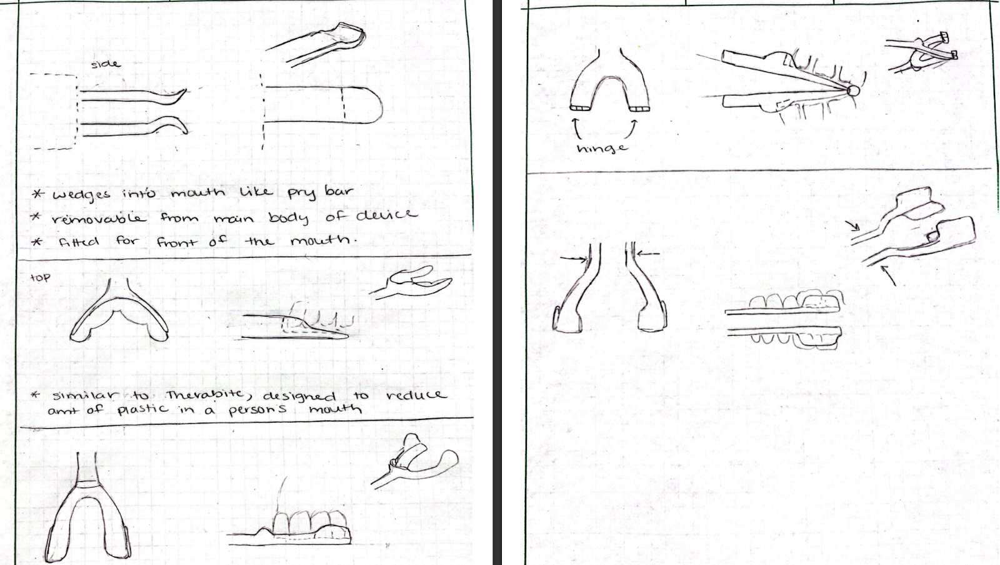 side
* wedges into mouth like pry bar
* removable from main body of device
* fitted for front of the mouth.
top
* similar to Therabite, designed to reduce
amt of plastic in a person's mouth
hinge